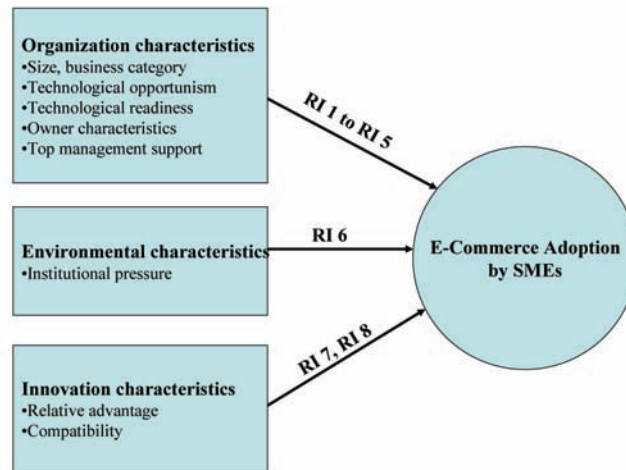 Organization characteristics
•Size, business category
•Technological opportunism
•Technological readiness
•Owner characteristics
•Top management support
RI 1 to RI 5
Environmental characteristics
•Institutional pressure
RI 6
E-Commerce Adoption
by SMEs
Innovation characteristics
•Relative advantage
•Compatibility
RI 7, RI 8